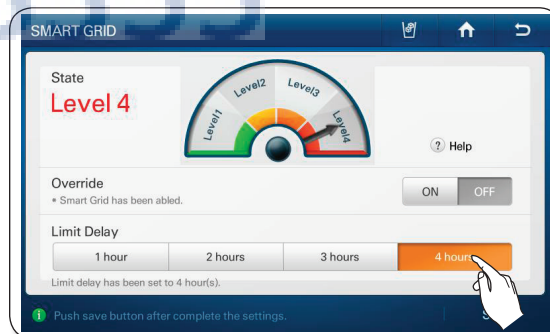 SMART GRID
State
Level 4
Level1
Level2
Level3
Level4
? Help
Override
• Smart Grid has been abled.
ON OFF
Limit Delay
1 hour 2 hours 3 hours 4 hours
Limit delay has been set to 4 hour(s).
Push save button after complete the settings.